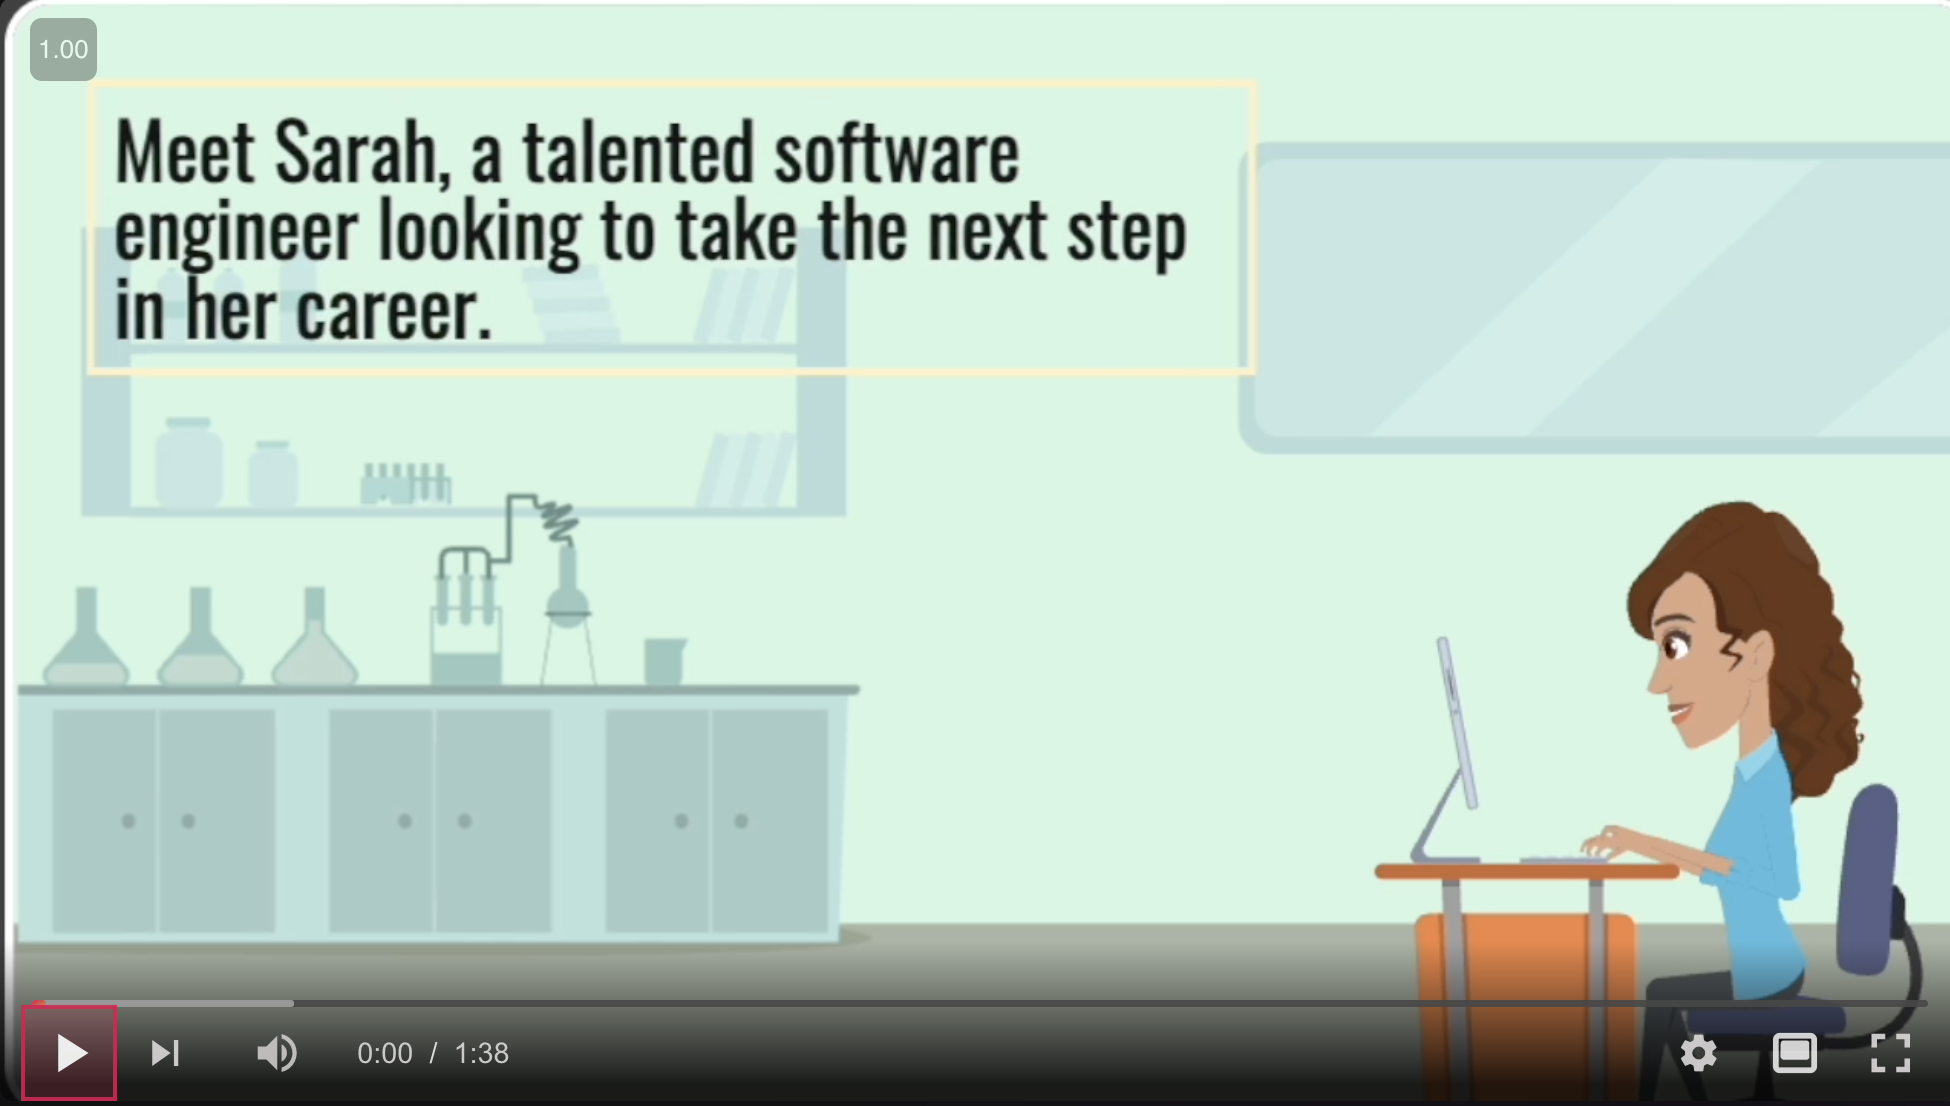 1.00
Meet Sarah, a talented software
engineer looking to take the next step
in her career.
0:00 / 1:38